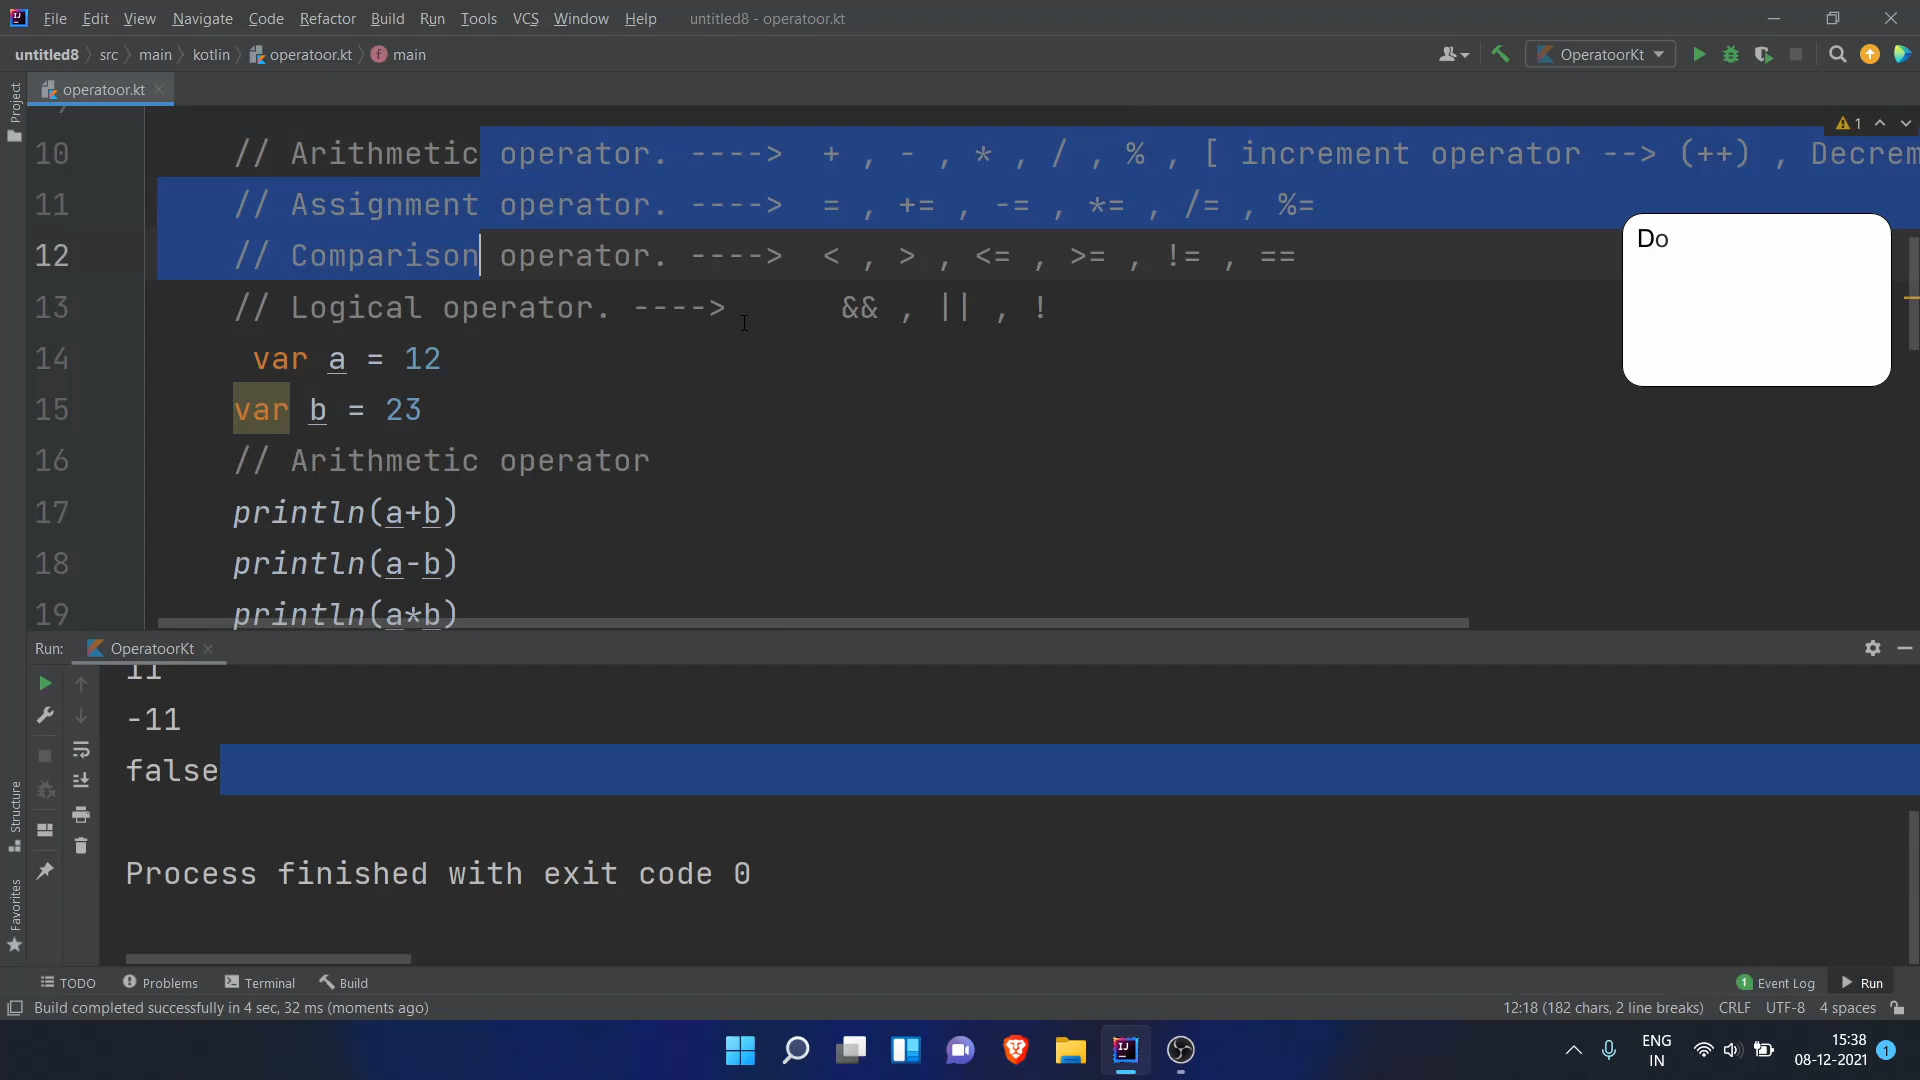 File Edit View Navigate Code Refactor Build Run Tools VCS Window Help untitled8 - operatoor.kt
untitled8 src main kotlin operatoor.kt main OperatoorKt
operatoor.kt
Project
1
10 // Arithmetic operator. ----> + , - , * , / , % , [ increment operator --> (++) , Decrem
11 // Assignment operator. ----> = , += , -= , *= , /= , %=
12 // Comparison operator. ----> < , > , <= , >= , != , ==
13 // Logical operator. ----> && , || , !
14 var a = 12
15 var b = 23
16 // Arithmetic operator
17 println(a+b)
18 println(a-b)
19 println(a*b)
Do
Run: OperatoorKt
11
-11
false
Process finished with exit code 0
Structure
Favorites
TODO Problems Terminal Build 1 Event Log Run
Build completed successfully in 4 sec, 32 ms (moments ago) 12:18 (182 chars, 2 line breaks) CRLF UTF-8 4 spaces
ENG
IN
15:38
08-12-2021
1